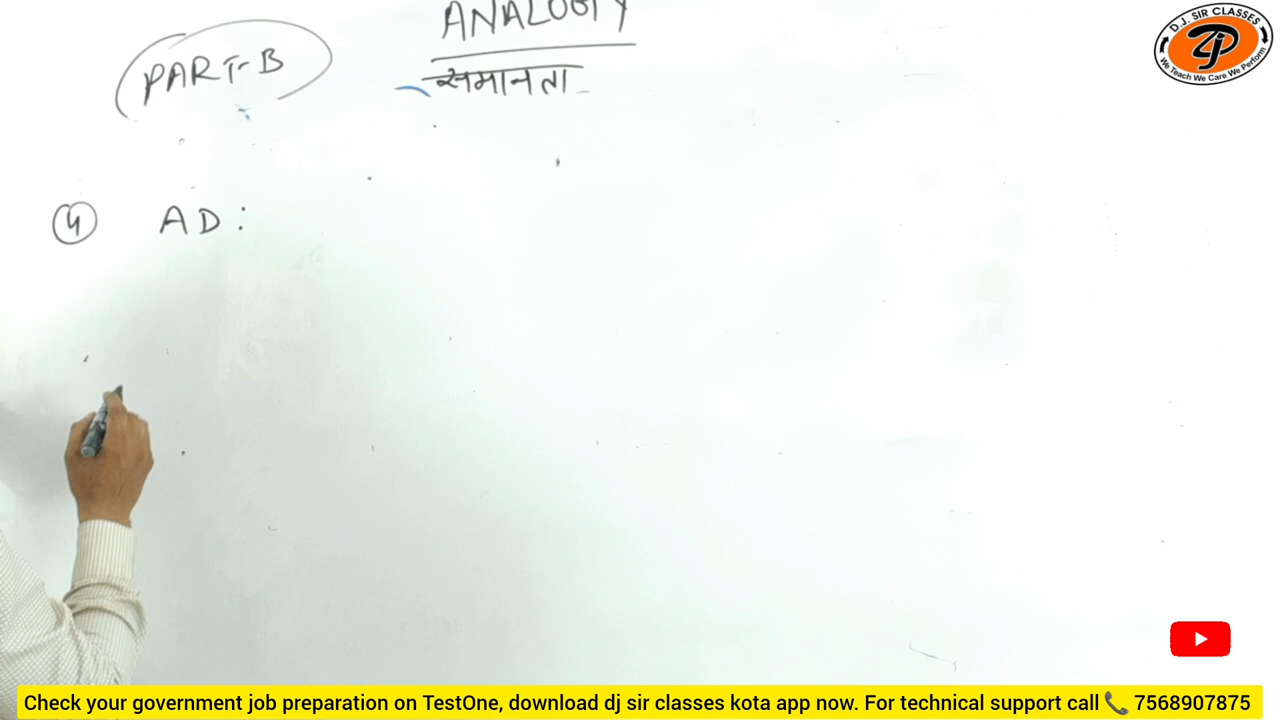 ANALOGY
PART-B
समानता
D.J. SIR CLASSES
We Teach We Care We Perform
4 AD:
Check your government job preparation on TestOne, download dj sir classes kota app now. For technical support call 📞 7568907875